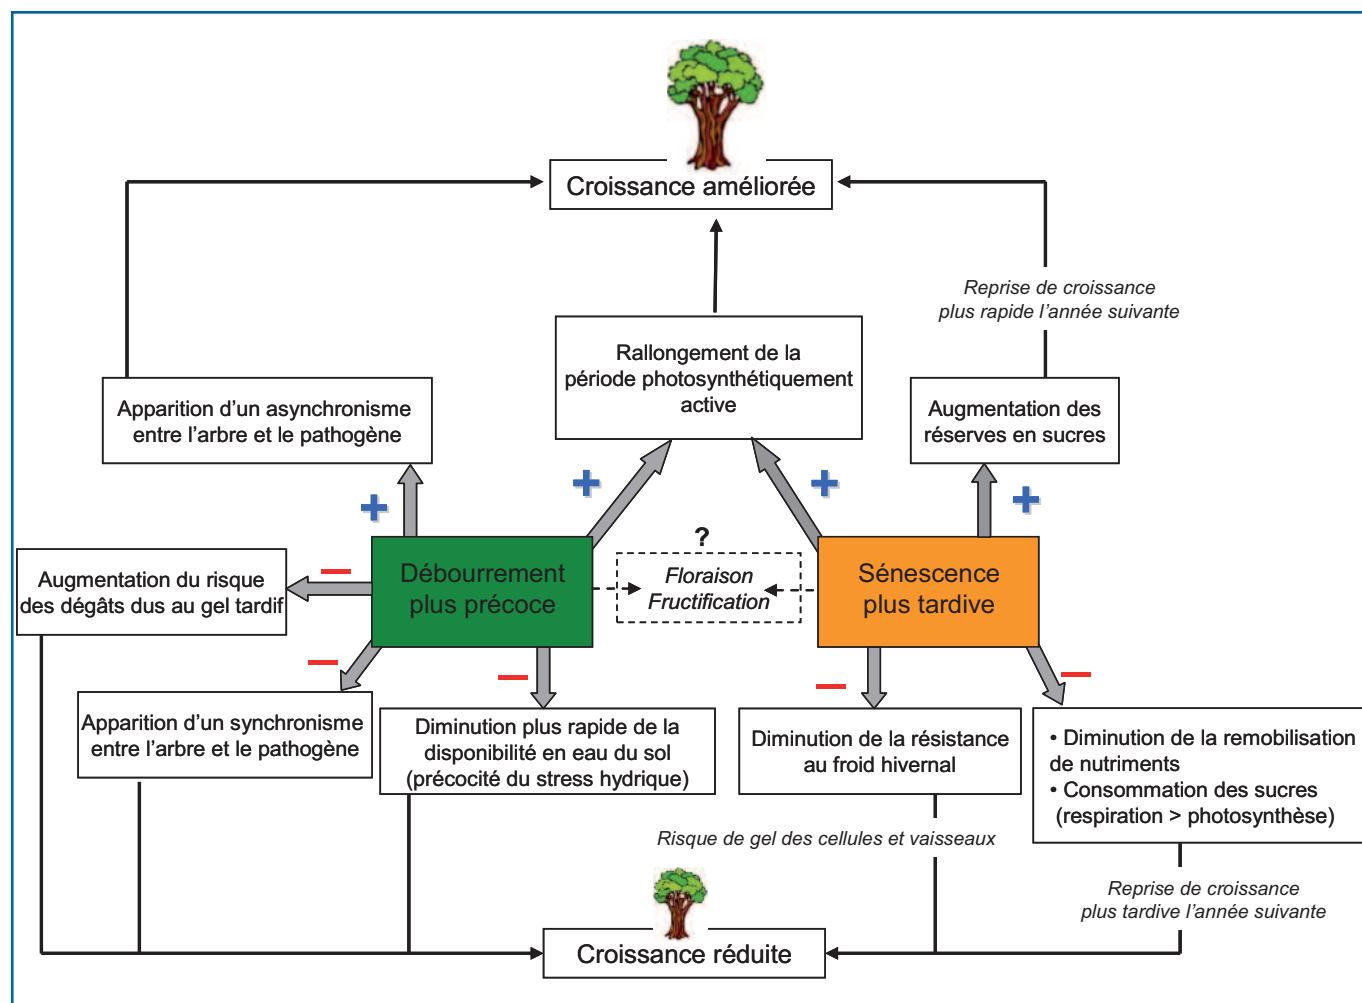 Croissance améliorée
Reprise de croissance
plus rapide l'année suivante
Rallongement de la
période photosynthétiquement
active
Apparition d'un asynchronisme
entre l'arbre et le pathogène
Augmentation des
réserves en sucres
+
+
+
+
?
Augmentation du risque
des dégâts dus au gel tardif
Débourrement
plus précoce
Floraison
Fructification
Sénescence
plus tardive
Apparition d'un synchronisme
entre l'arbre et le pathogène
Diminution plus rapide de la
disponibilité en eau du sol
(précocité du stress hydrique)
Diminution de la résistance
au froid hivernal
• Diminution de la remobilisation
de nutriments
• Consommation des sucres
(respiration > photosynthèse)
Risque de gel des cellules et vaisseaux
Reprise de croissance
plus tardive l'année suivante
Croissance réduite